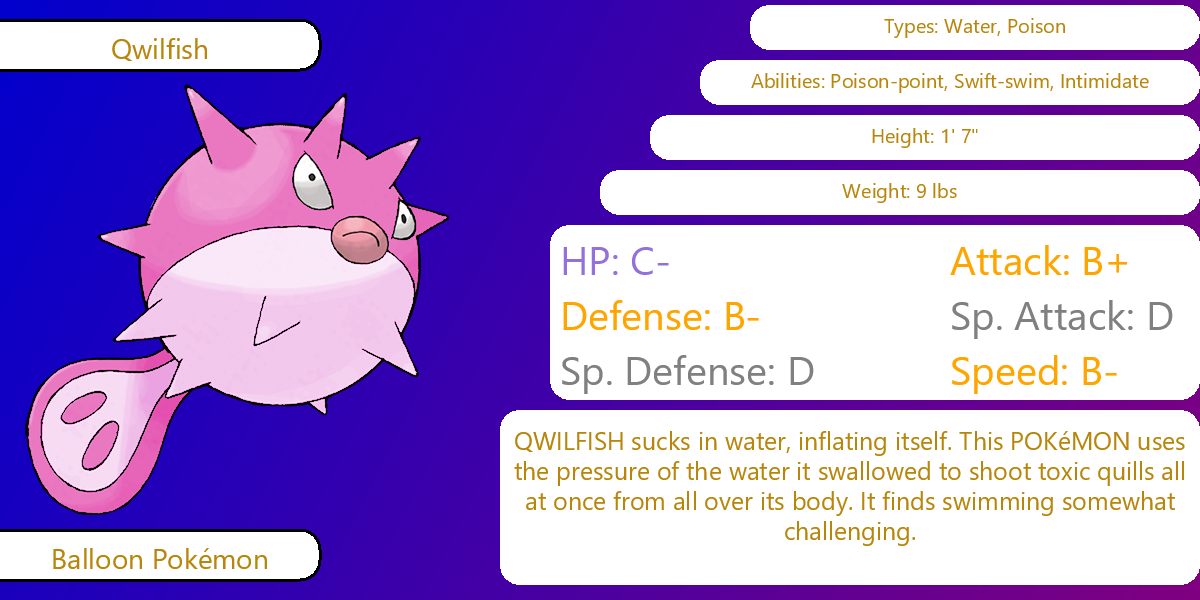 Qwilfish
Types: Water, Poison
Abilities: Poison-point, Swift-swim, Intimidate
Height: 1' 7"
Weight: 9 lbs
HP: C-
Attack: B+
Defense: B-
Sp. Attack: D
Sp. Defense: D
Speed: B-
QWILFISH sucks in water, inflating itself. This POKéMON uses
the pressure of the water it swallowed to shoot toxic quills all
at once from all over its body. It finds swimming somewhat
challenging.
Balloon Pokémon